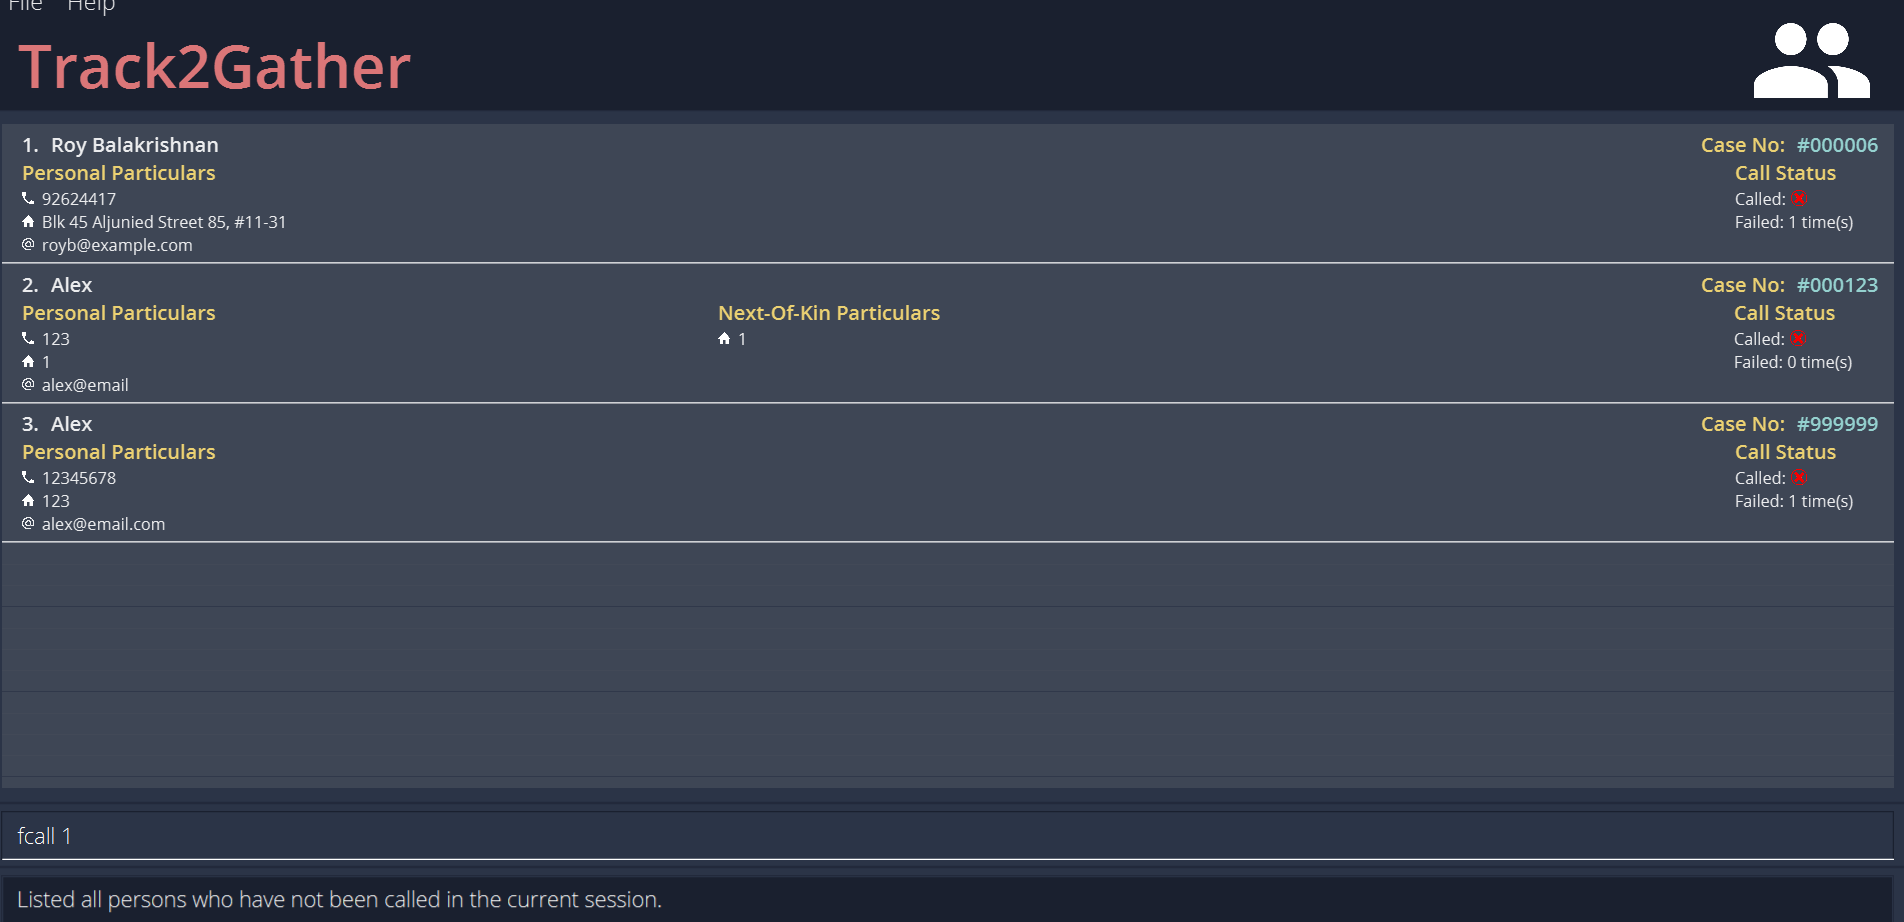 File Help
Track2Gather
1. Roy Balakrishnan Case No: #000006
Personal Particulars Call Status
92624417 Called:
Blk 45 Aljunied Street 85, #11-31 Failed: 1 time(s)
@ royb@example.com
2. Alex Case No: #000123
Personal Particulars Next-Of-Kin Particulars Call Status
123 1 Called:
1 Failed: 0 time(s)
@ alex@email
3. Alex Case No: #999999
Personal Particulars Call Status
12345678 Called:
123 Failed: 1 time(s)
@ alex@email.com
fcall 1
Listed all persons who have not been called in the current session.